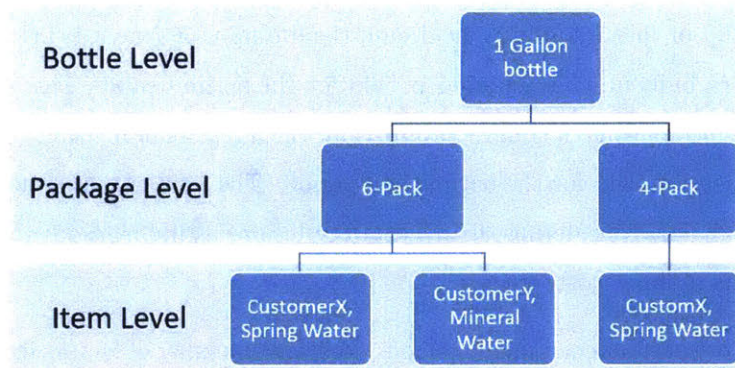 Bottle Level
1 Gallon
bottle
Package Level
6-Pack
4-Pack
Item Level
CustomerX,
Spring Water
CustomerY,
Mineral
Water
CustomX,
Spring Water